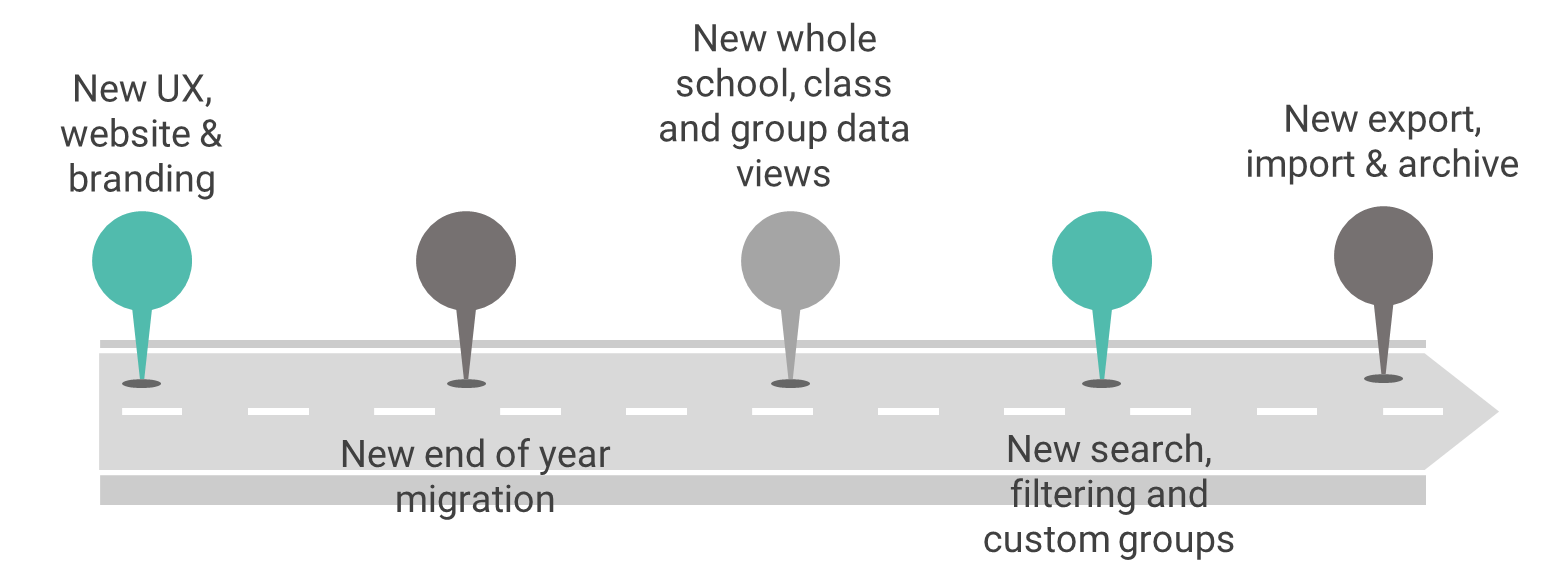 New UX,
website &
branding
New end of year
migration
New whole
school, class
and group data
views
New search,
filtering and
custom groups
New export,
import & archive